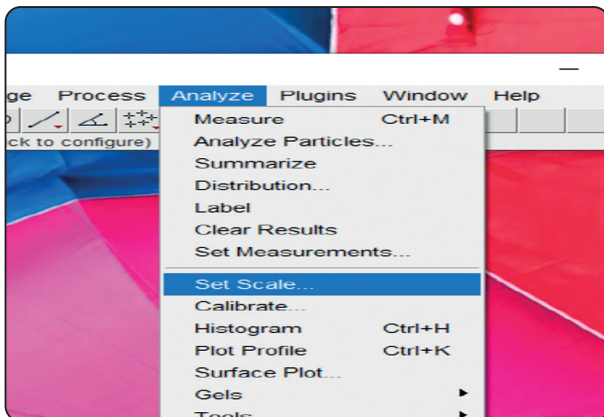 Process Analyze Plugins Window Help
ck to configure)
Measure Ctrl+M
Analyze Particles...
Summarize
Distribution...
Label
Clear Results
Set Measurements...
Set Scale...
Calibrate...
Histogram Ctrl+H
Plot Profile Ctrl+K
Surface Plot...
Gels
Tools